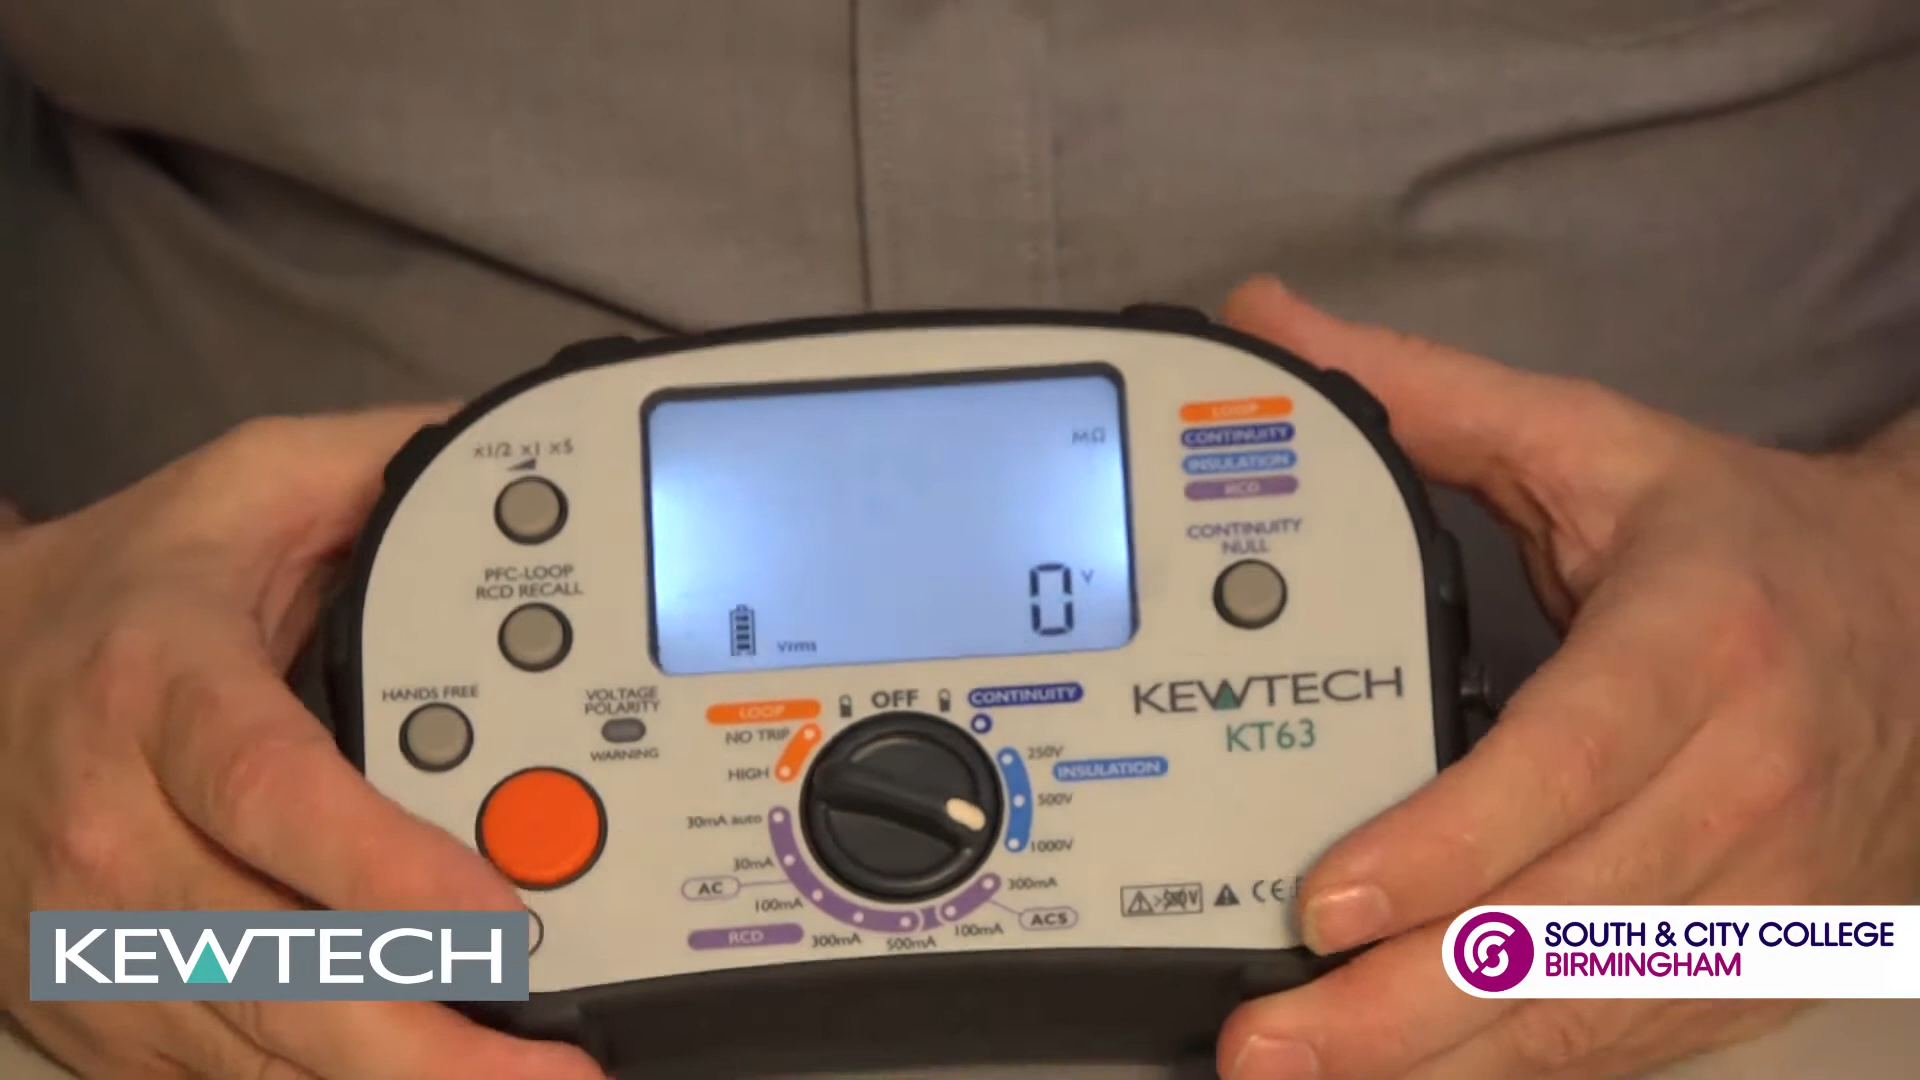 x1/2 x1 x5
PFC-LOOP
RCD RECALL
HANDS FREE
VOLTAGE
POLARITY
WARNING
MΩ
0 V
Vrms
LOOP
CONTINUITY
INSULATION
RCD
CONTINUITY
NULL
KEWTECH
KT63
OFF
LOOP
NO TRIP
HIGH
CONTINUITY
250V
INSULATION
500V
1000V
30mA auto
30mA
AC
100mA
RCD
300mA
500mA
100mA
ACS
300mA
CE
KEWTECH
SOUTH & CITY COLLEGE
BIRMINGHAM